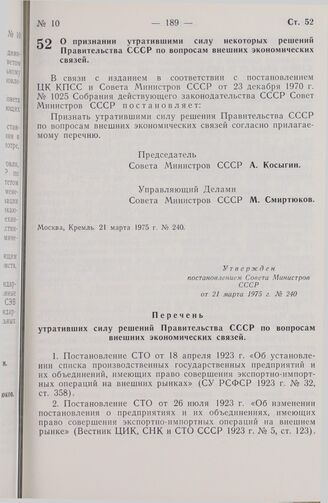 № 10 — 189 — Ст. 52
52 О признании утратившими силу некоторых решений
Правительства СССР по вопросам внешних экономических
связей.
В связи с изданием в соответствии с постановлением
ЦК КПСС и Совета Министров СССР от 23 декабря 1970 г.
№ 1025 Собрания действующего законодательства СССР Совет
Министров СССР постановляет:
Признать утратившими силу решения Правительства СССР
по вопросам внешних экономических связей согласно прилагае-
мому перечню.
Председатель
Совета Министров СССР А. Косыгин.
Управляющий Делами
Совета Министров СССР М. Смиртюков.
Москва, Кремль. 21 марта 1975 г. № 240.
Утвержден
постановлением Совета Министров
СССР
от 21 марта 1975 г. № 240
Перечень
утративших силу решений Правительства СССР по вопросам
внешних экономических связей.
1. Постановление СТО от 18 апреля 1923 г. «Об установле-
нии списка производственных государственных предприятий и
их объединений, имеющих право совершения экспортно-импорт-
ных операций на внешних рынках» (СУ РСФСР 1923 г. № 32,
ст. 358).
2. Постановление СТО от 26 июля 1923 г. «Об изменении
постановления о предприятиях и их объединениях, имеющих
право совершения экспортно-импортных операций на внешнем
рынке» (Вестник ЦИК, СНК и СТО СССР 1923 г. № 5, ст. 123).